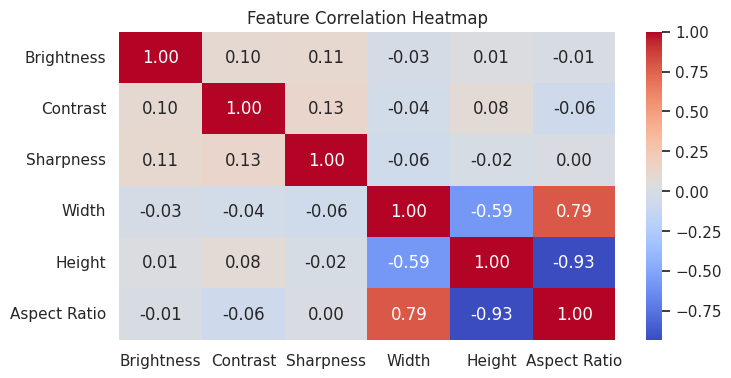 Feature Correlation Heatmap
Brightness 1.00 0.10 0.11 -0.03 0.01 -0.01
Contrast 0.10 1.00 0.13 -0.04 0.08 -0.06
Sharpness 0.11 0.13 1.00 -0.06 -0.02 0.00
Width -0.03 -0.04 -0.06 1.00 -0.59 0.79
Height 0.01 0.08 -0.02 -0.59 1.00 -0.93
Aspect Ratio -0.01 -0.06 0.00 0.79 -0.93 1.00
Brightness Contrast Sharpness Width Height Aspect Ratio
1.00
0.75
0.50
0.25
0.00
−0.25
−0.50
−0.75